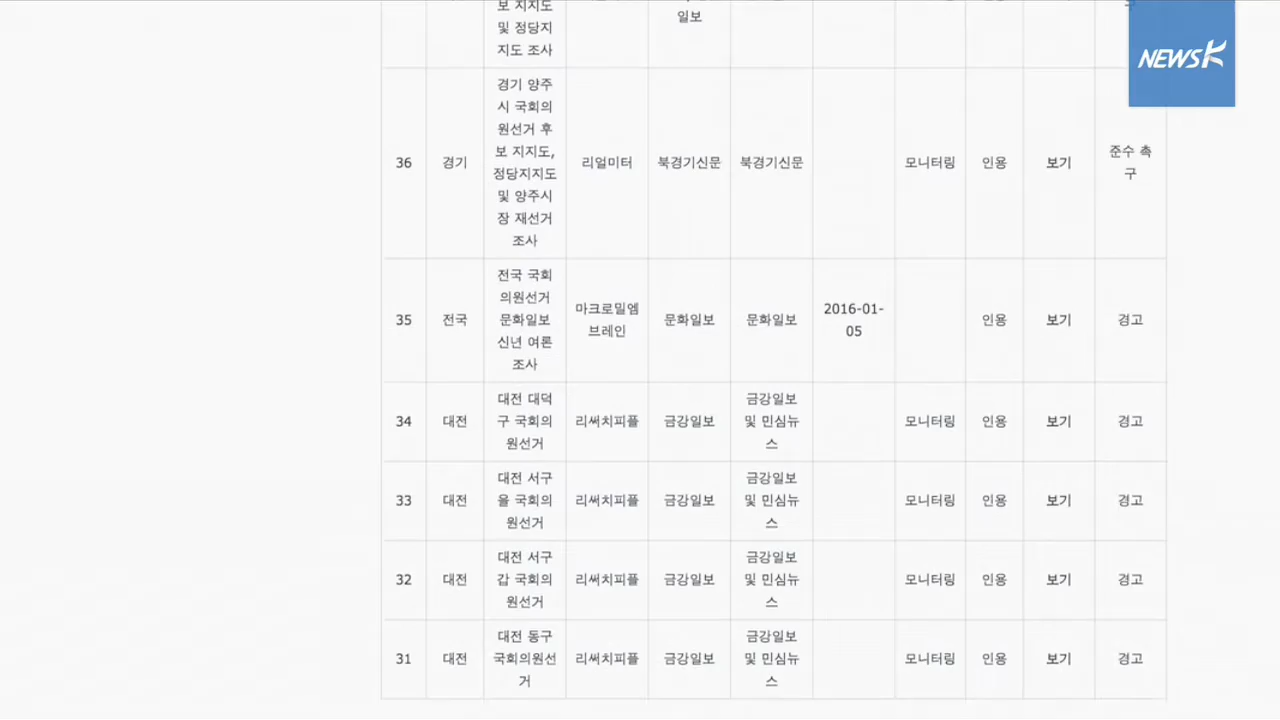 보 지지도
및 정당지
지도 조사
일보
NEWSK
36
경기
경기 양주
시 국회의
원선거 후
보 지지도,
정당지지도
및 양주시
장 재선거
조사
리얼미터
북경기신문
북경기신문
모니터링
인용
보기
준수 촉
구
35
전국
전국 국회
의원선거
문화일보
신년 여론
조사
마크로밀엠
브레인
문화일보
문화일보
2016-01-
05
인용
보기
경고
34
대전
대전 대덕
구 국회의
원선거
리써치피플
금강일보
금강일보
및 민심뉴
스
모니터링
인용
보기
경고
33
대전
대전 서구
을 국회의
원선거
리써치피플
금강일보
금강일보
및 민심뉴
스
모니터링
인용
보기
경고
32
대전
대전 서구
갑 국회의
원선거
리써치피플
금강일보
금강일보
및 민심뉴
스
모니터링
인용
보기
경고
31
대전
대전 동구
국회의원선
거
리써치피플
금강일보
금강일보
및 민심뉴
스
모니터링
인용
보기
경고